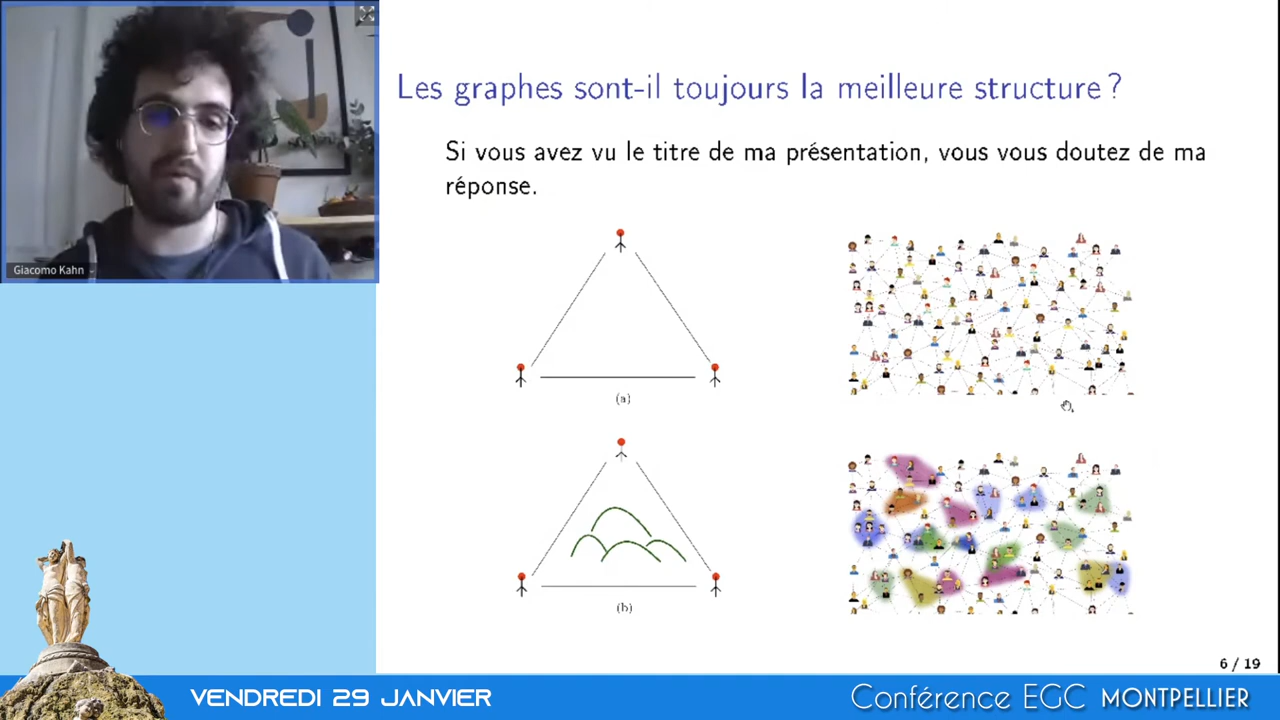 Giacomo Kahn
Les graphes sont-il toujours la meilleure structure ?
Si vous avez vu le titre de ma présentation, vous vous doutez de ma
réponse.
(a)
(b)
6 / 19
VENDREDI 29 JANVIER
Conférence EGC MONTPELLIER